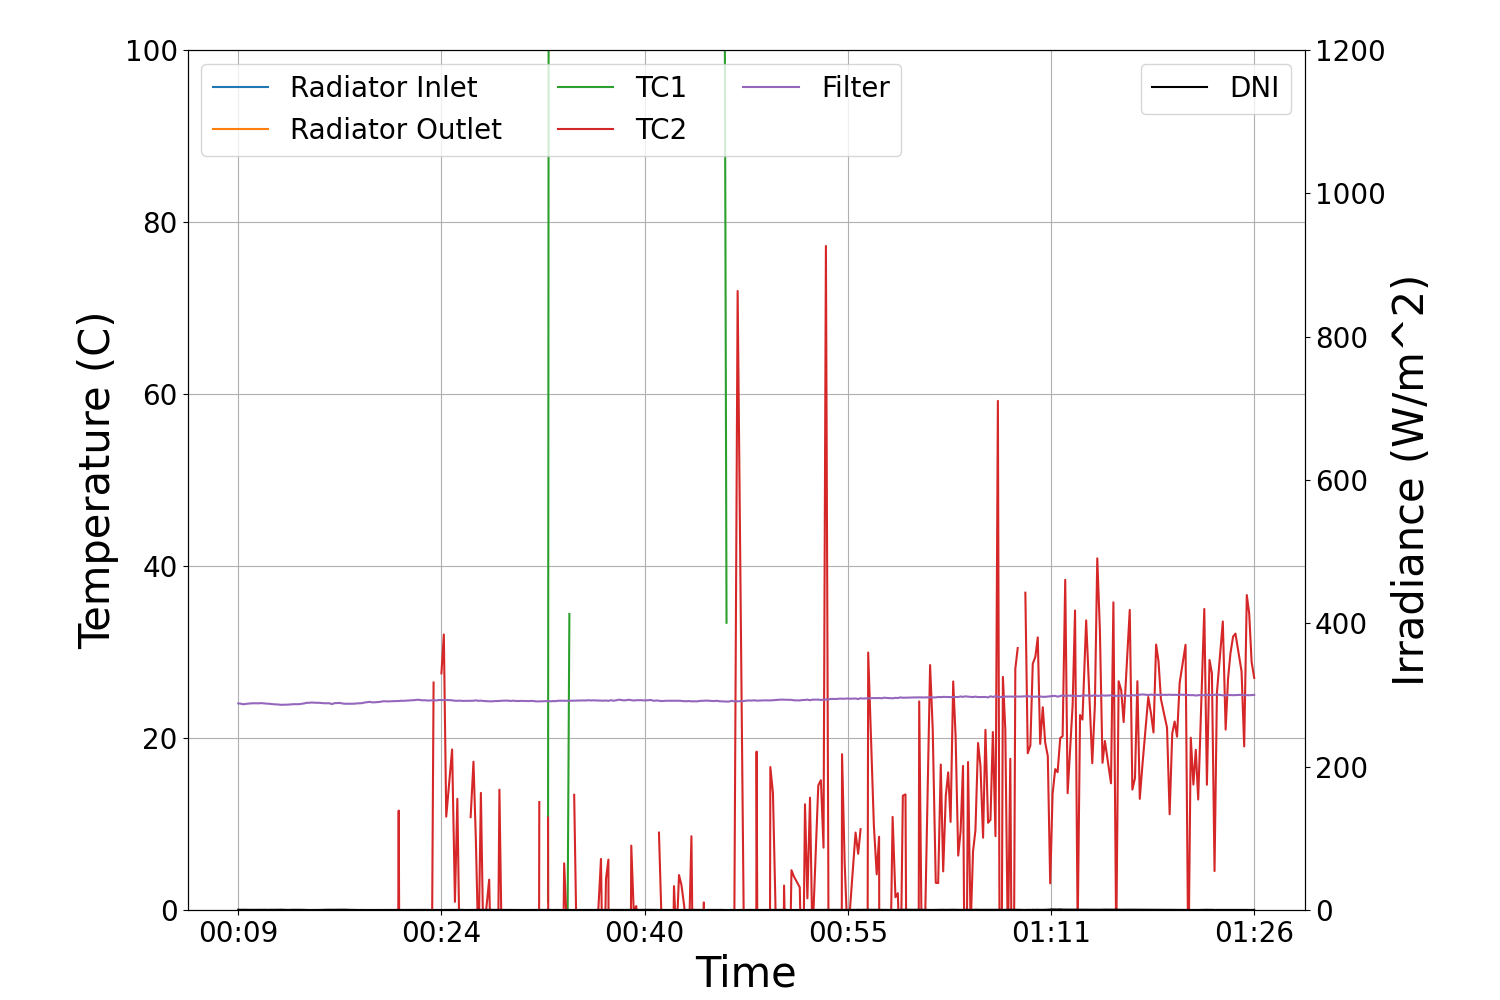 Radiator Inlet
Radiator Outlet
TC1
TC2
Filter
DNI
Temperature (C)
100
80
60
40
20
0
1200
1000
800
600
400
200
0
Irradiance (W/m^2)
00:09 00:24 00:40 00:55 01:11 01:26
Time